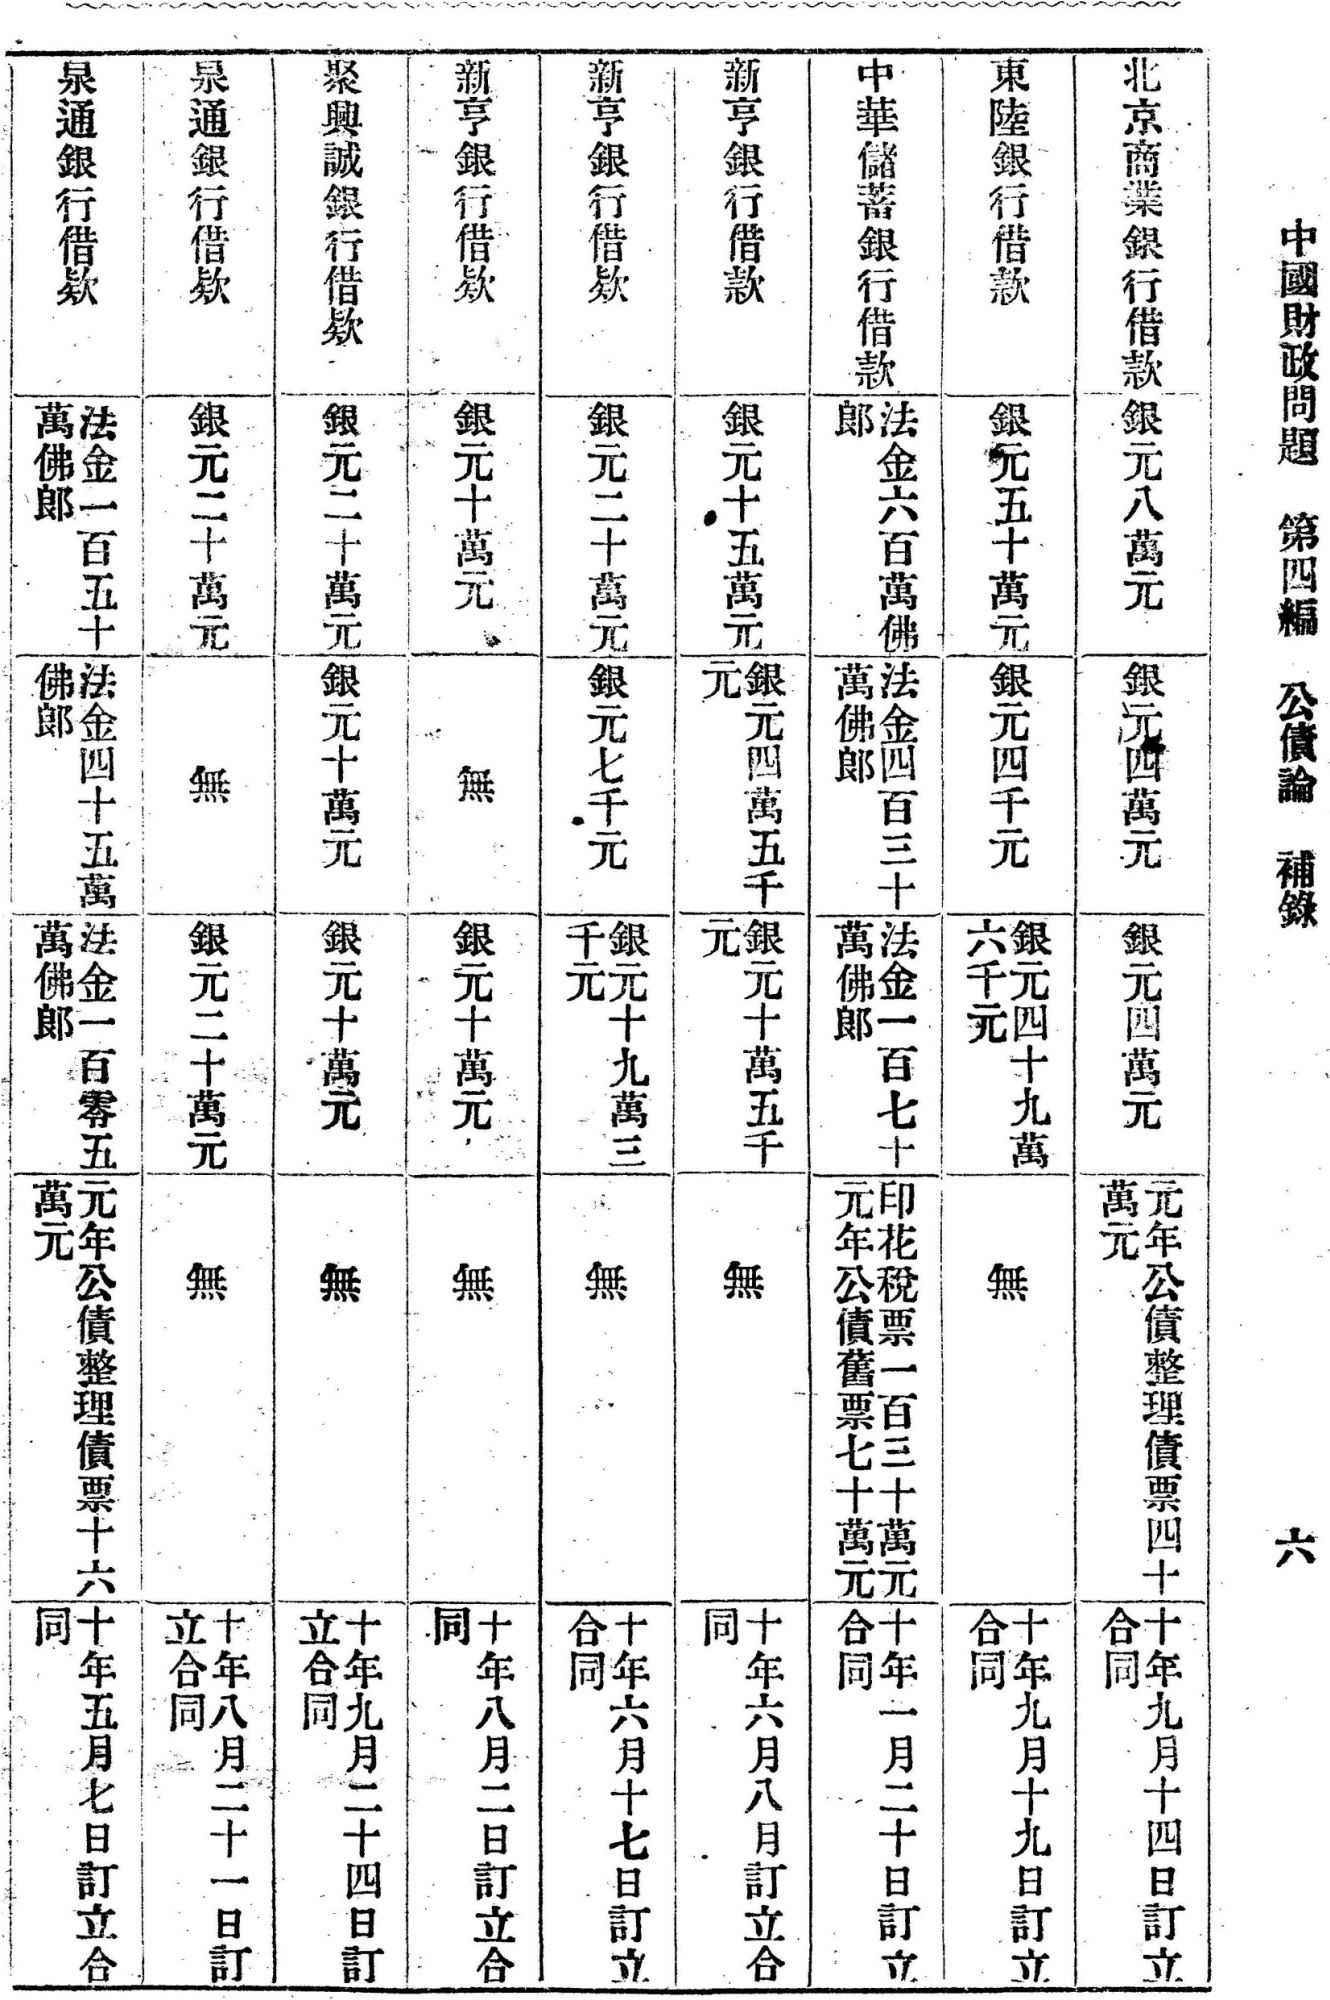 中國財政問題　第四編　公債論　補錄
六
北京商業銀行借款
銀元八萬元
銀元四萬元
銀元四萬元
元年公債整理債票四十
萬元
十年九月十四日訂立
合同
東陸銀行借款
銀元五十萬元
銀元四千元
銀元四十九萬
六千元
無
十年九月十九日訂立
合同
中華儲蓄銀行借款
法金六百萬佛
郎
法金四百三十
萬佛郎
法金一百七十
萬佛郎
印花稅票一百三十萬元
元年公債舊票七十萬元
十年一月二十日訂立
合同
新亨銀行借款
銀元十五萬元
銀元四萬五千
元
銀元十萬五千
元
無
十年六月八月訂立合
同
新亨銀行借欵
銀元二十萬元
銀元七千元
銀元十九萬三
千元
無
十年六月十七日訂立
合同
新亨銀行借欵
銀元十萬元
無
銀元十萬元
無
十年八月二日訂立合
同
聚興誠銀行借欵
銀元二十萬元
銀元十萬元
銀元十萬元
無
十年九月二十四日訂
立合同
泉通銀行借欵
銀元二十萬元
無
銀元二十萬元
無
十年八月二十一日訂
立合同
泉通銀行借欵
法金一百五十
萬佛郎
法金四十五萬
佛郎
法金一百零五
萬佛郎
元年公債整理債票十六
萬元
十年五月七日訂立合
同